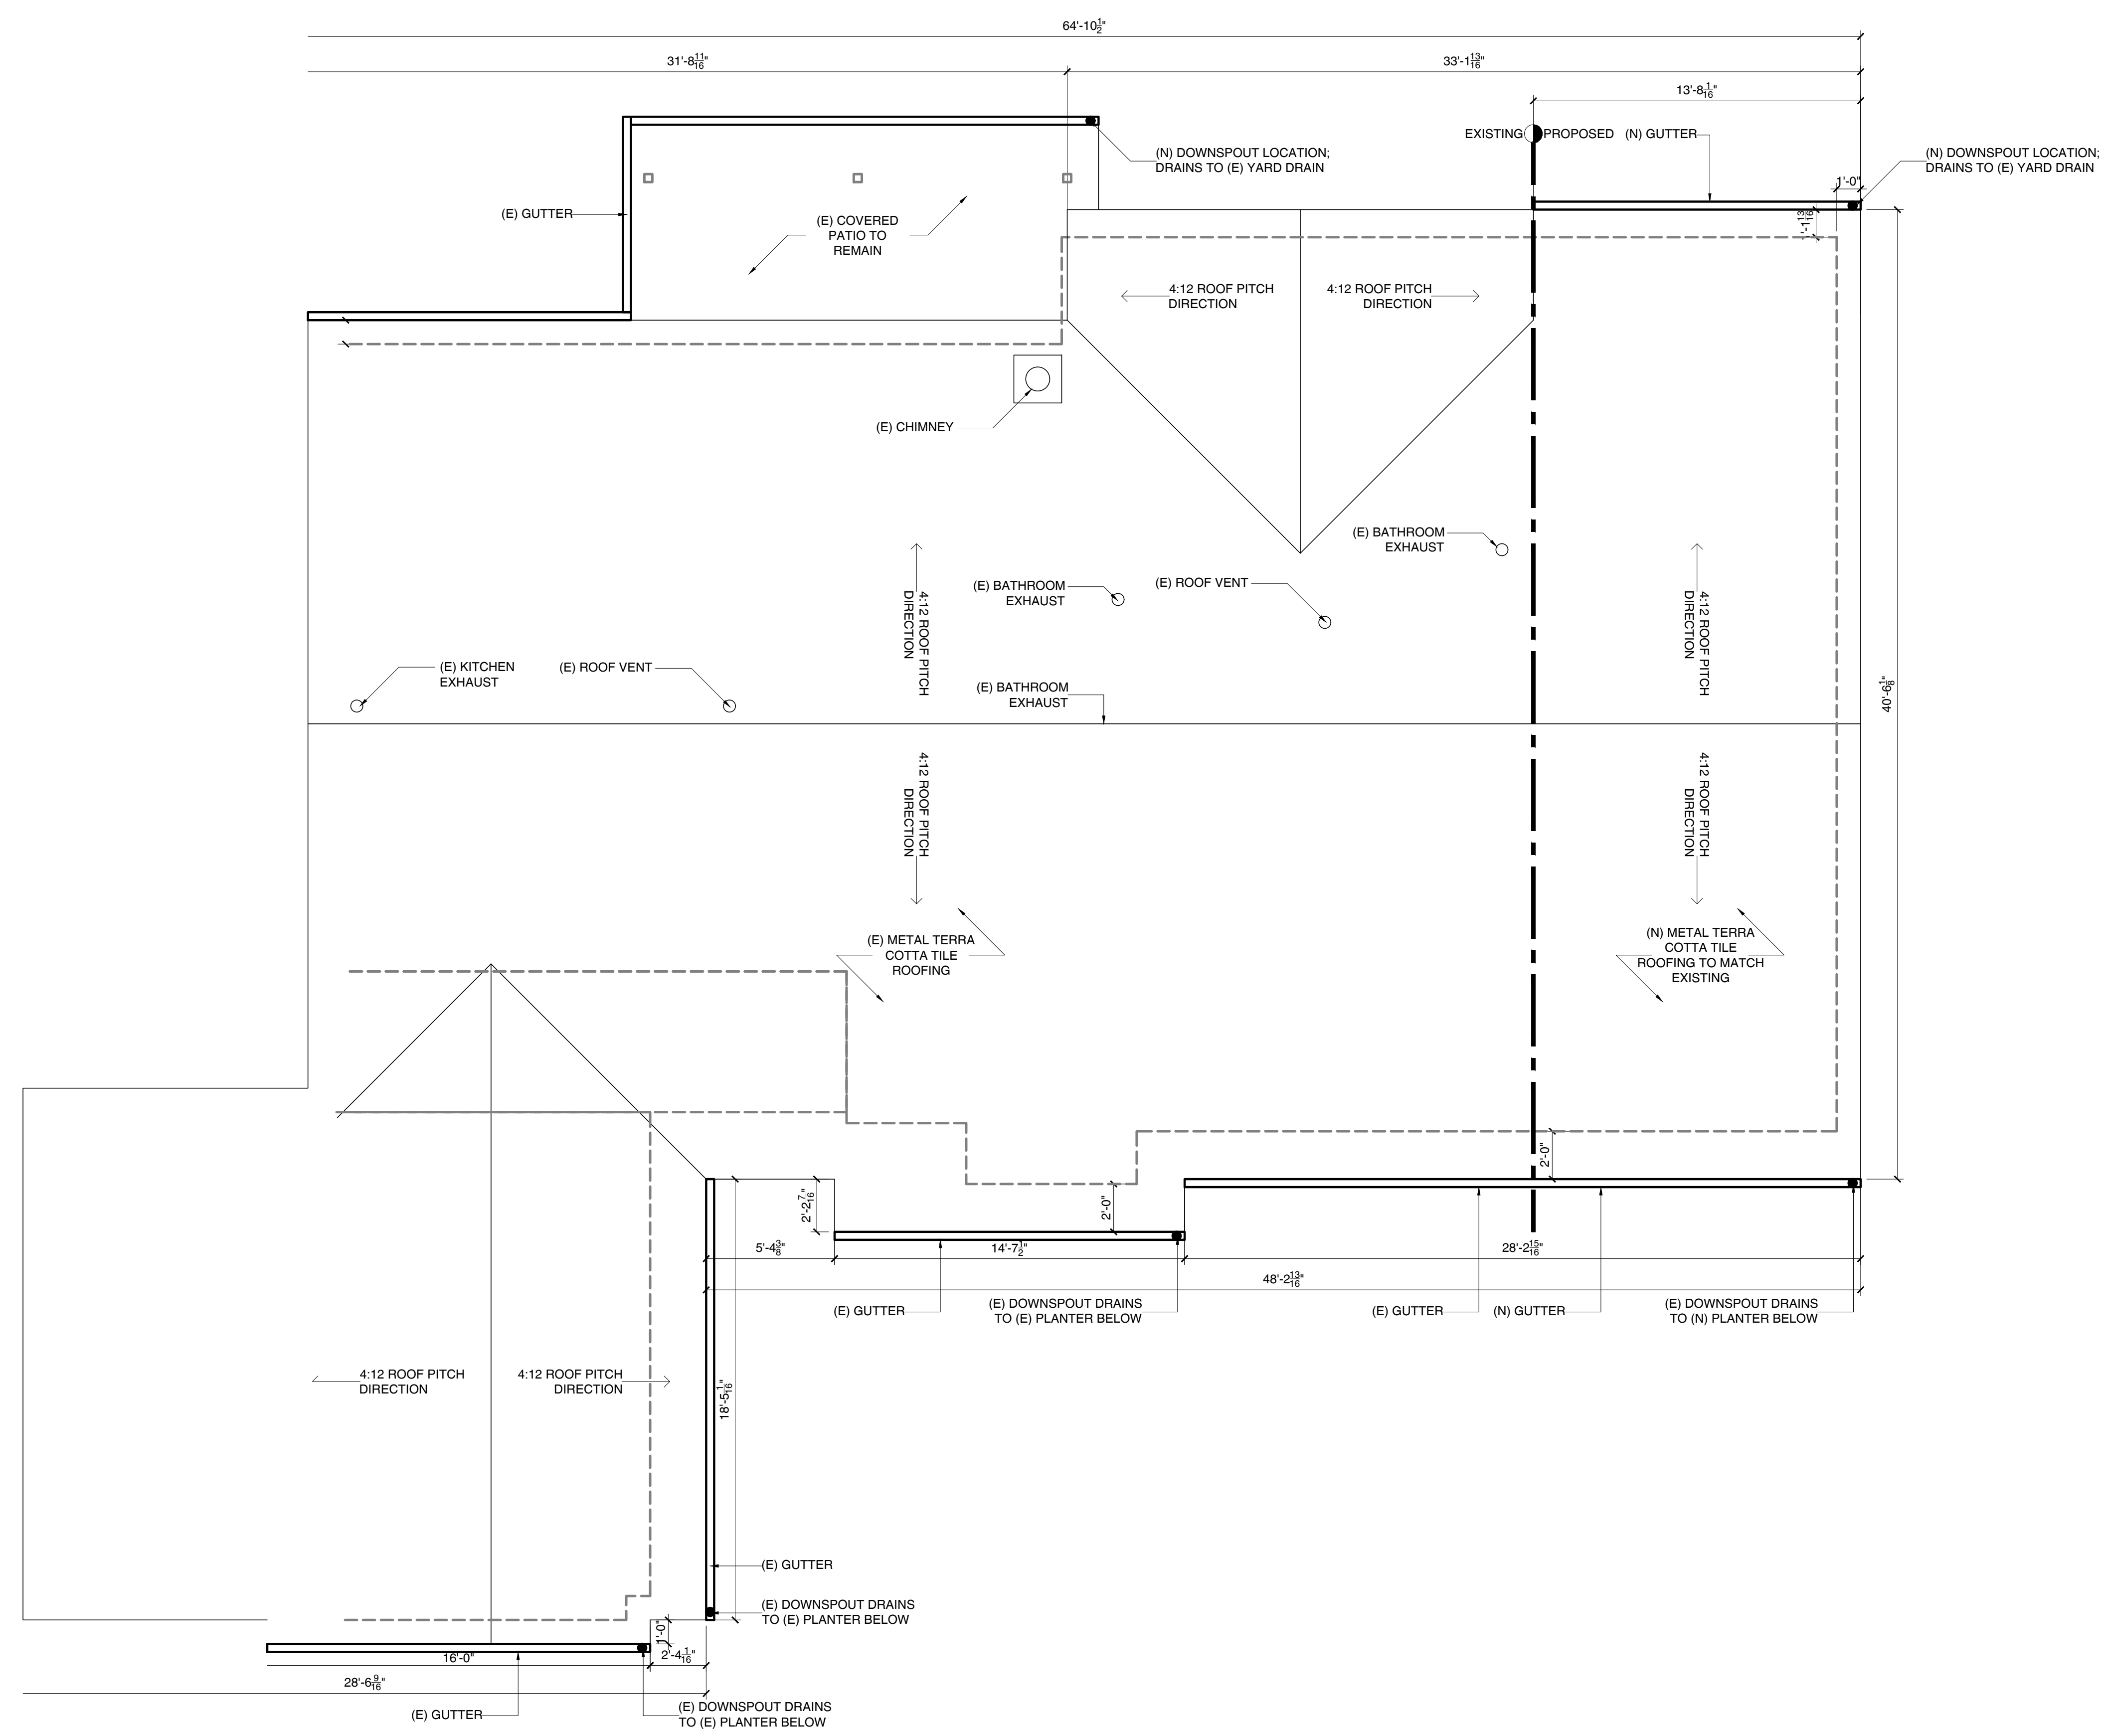 64'-10 1/2"
31'-8 11/16"
33'-1 13/16"
13'-8 1/16"
EXISTING
PROPOSED
(N) GUTTER
(N) DOWNSPOUT LOCATION;
DRAINS TO (E) YARD DRAIN
(N) DOWNSPOUT LOCATION;
DRAINS TO (E) YARD DRAIN
1'-0"
(E) GUTTER
(E) COVERED
PATIO TO
REMAIN
4:12 ROOF PITCH
DIRECTION
4:12 ROOF PITCH
DIRECTION
(E) CHIMNEY
(E) BATHROOM
EXHAUST
(E) BATHROOM
EXHAUST
(E) ROOF VENT
4:12 ROOF PITCH
DIRECTION
4:12 ROOF PITCH
DIRECTION
(E) KITCHEN
EXHAUST
(E) ROOF VENT
(E) BATHROOM
EXHAUST
40'-6 1/8"
4:12 ROOF PITCH
DIRECTION
4:12 ROOF PITCH
DIRECTION
(E) METAL TERRA
COTTA TILE
ROOFING
(N) METAL TERRA
COTTA TILE
ROOFING TO MATCH
EXISTING
2'-0"
2'-2 7/16"
2'-0"
5'-4 3/8"
14'-7 1/2"
28'-2 15/16"
48'-2 13/16"
(E) GUTTER
(E) DOWNSPOUT DRAINS
TO (E) PLANTER BELOW
(E) GUTTER
(N) GUTTER
(E) DOWNSPOUT DRAINS
TO (N) PLANTER BELOW
4:12 ROOF PITCH
DIRECTION
4:12 ROOF PITCH
DIRECTION
18'-5 1/16"
(E) GUTTER
(E) DOWNSPOUT DRAINS
TO (E) PLANTER BELOW
1'-0"
16'-0"
2'-4 1/16"
28'-6 9/16"
(E) GUTTER
(E) DOWNSPOUT DRAINS
TO (E) PLANTER BELOW